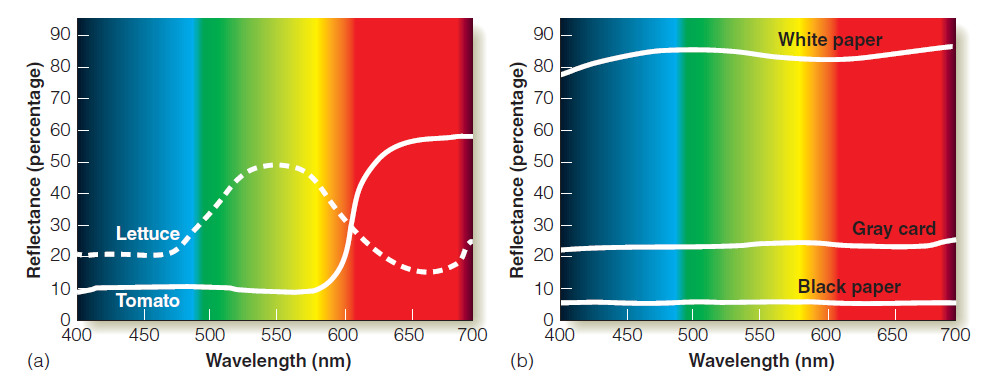 Reflectance (percentage)
90
80
70
60
50
40
30
20
10
0
Lettuce
Tomato
400 450 500 550 600 650 700
Wavelength (nm)
(a)
Reflectance (percentage)
90
80
70
60
50
40
30
20
10
0
White paper
Gray card
Black paper
400 450 500 550 600 650 700
Wavelength (nm)
(b)